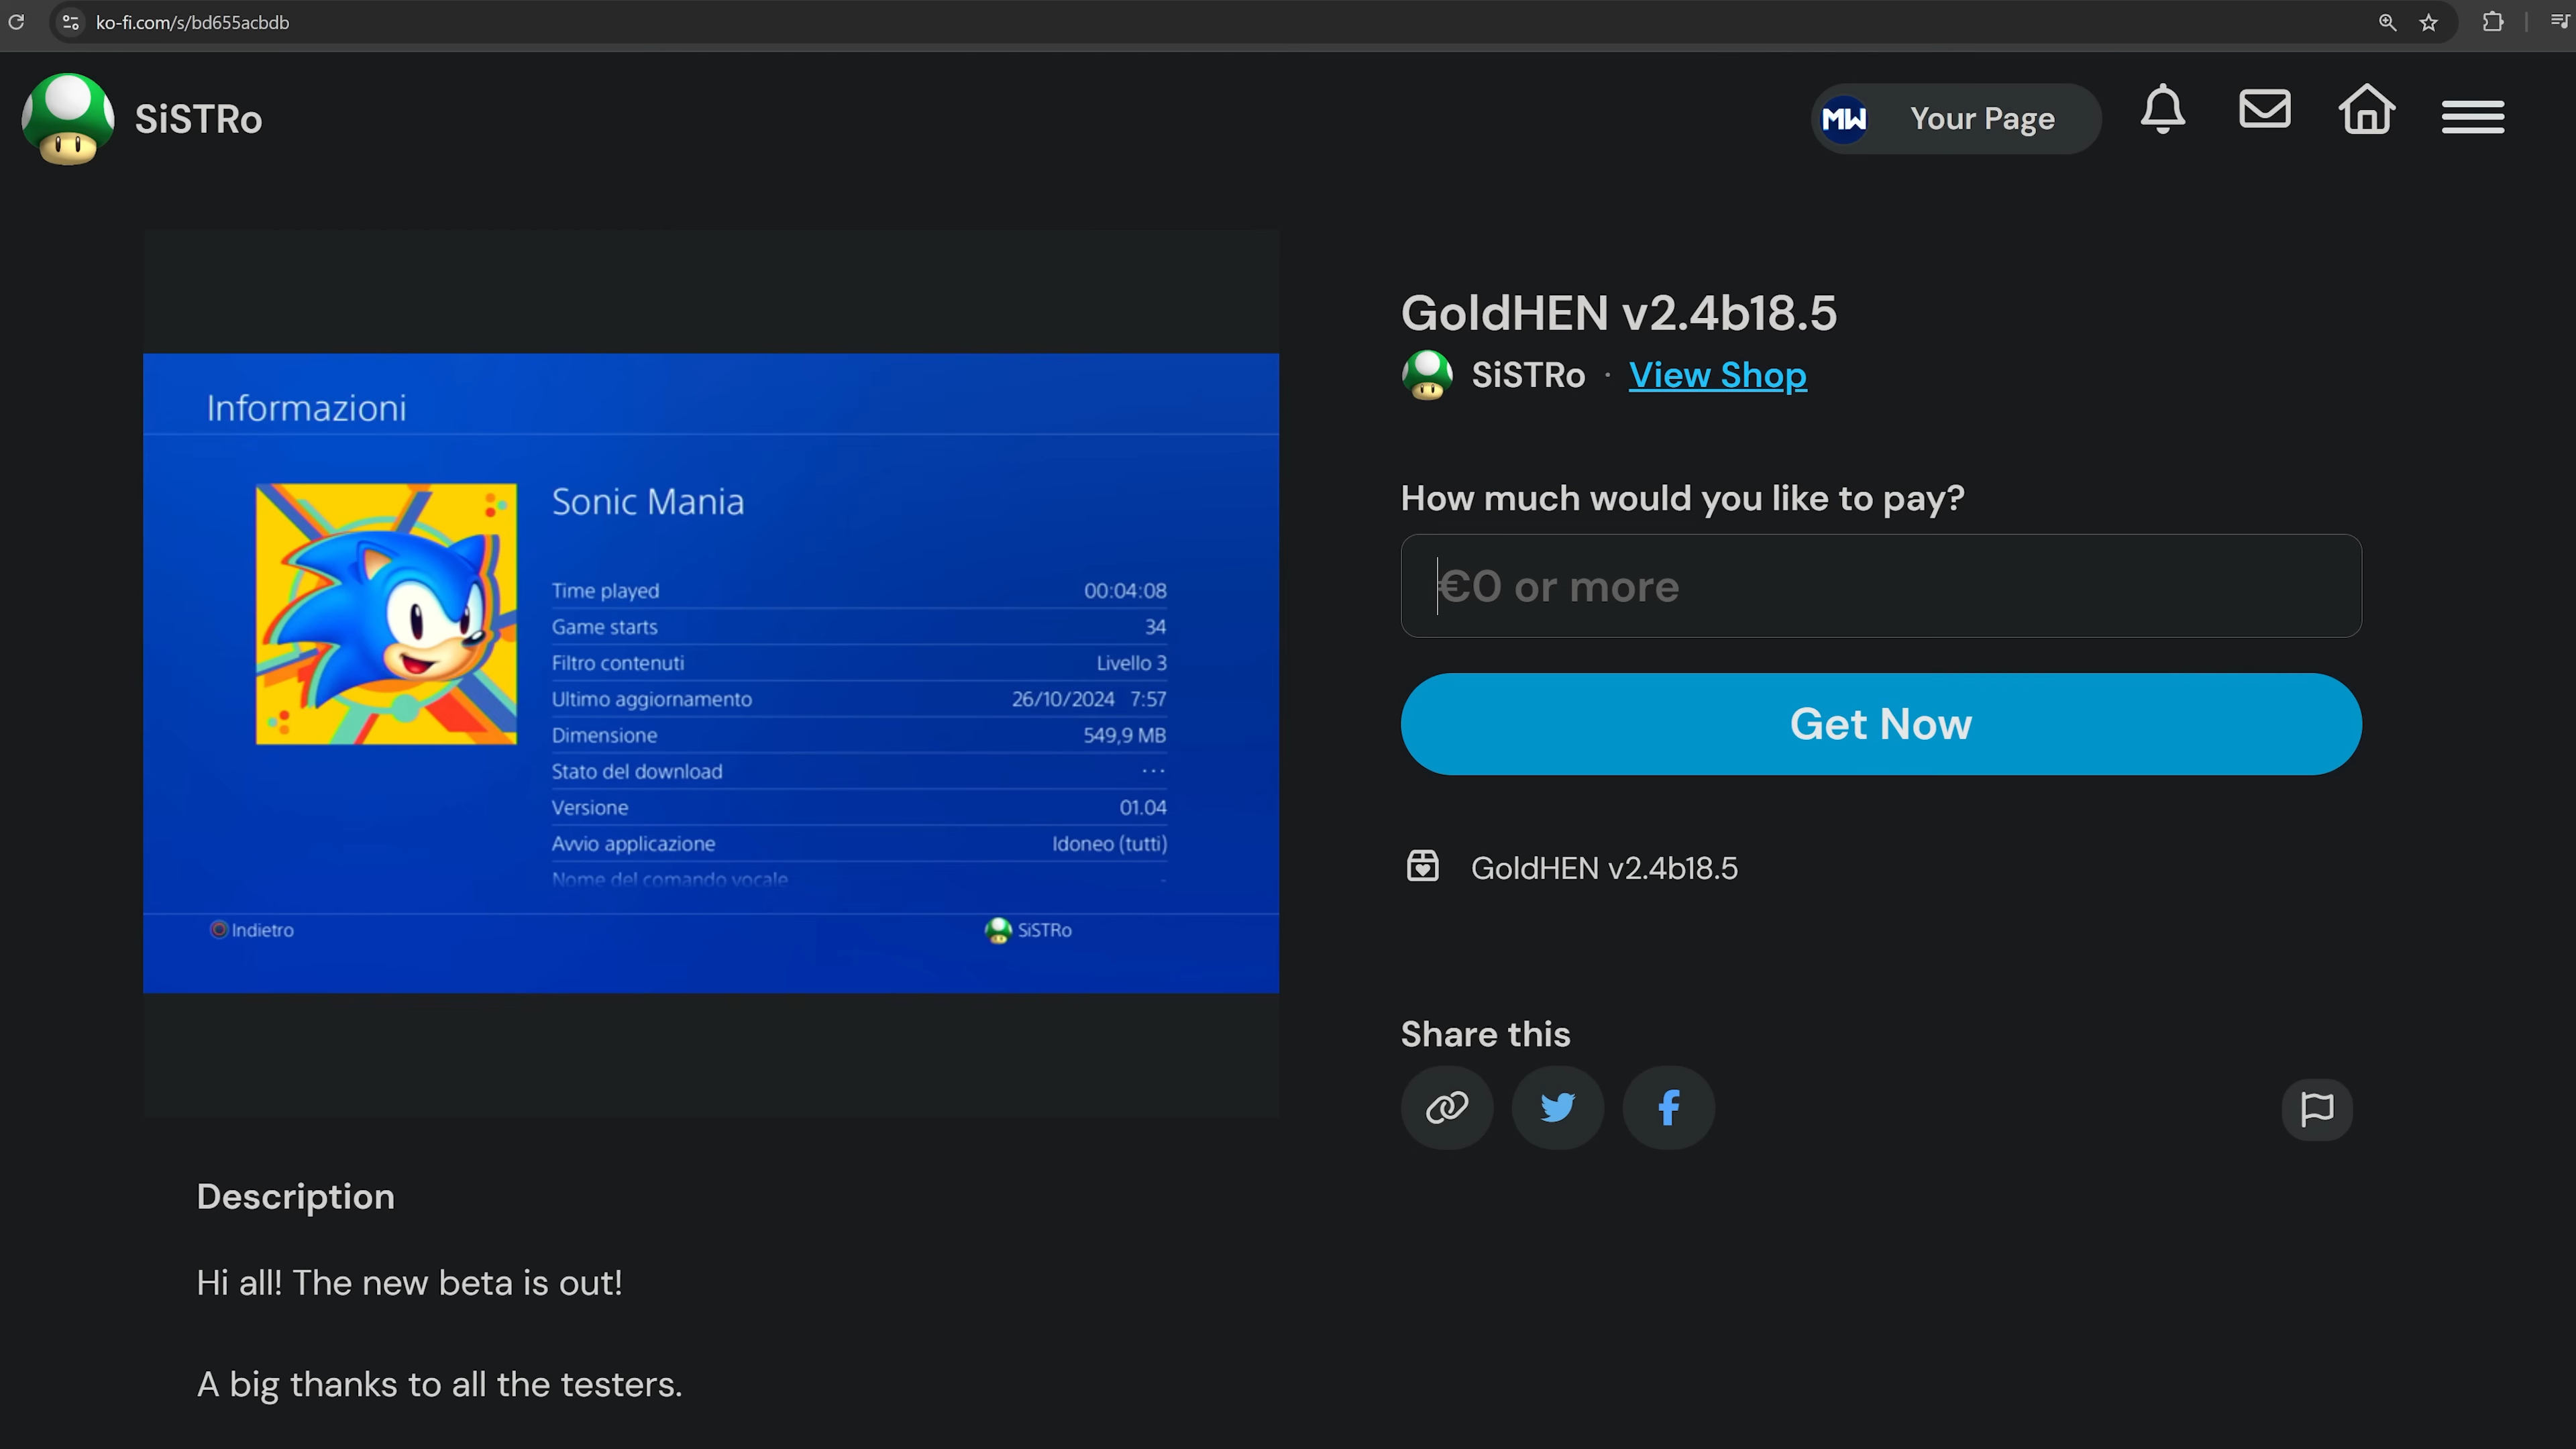 ko-fi.com/s/bd655acbdb
SiSTRo
MW
Your Page
Informazioni
Sonic Mania
Time played 00:04:08
Game starts 34
Filtro contenuti Livello 3
Ultimo aggiornamento 26/10/2024 7:57
Dimensione 549,9 MB
Stato del download ...
Versione 01.04
Avvio applicazione Idoneo (tutti)
Nome del comando vocale -
Indietro
SiSTRo
GoldHEN v2.4b18.5
SiSTRo · View Shop
How much would you like to pay?
€0 or more
Get Now
GoldHEN v2.4b18.5
Share this
Description
Hi all! The new beta is out!
A big thanks to all the testers.